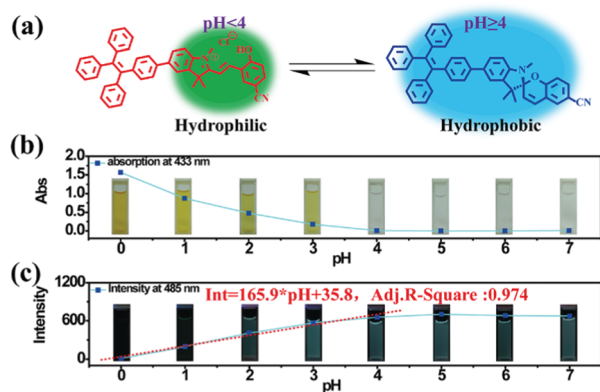 (a)
pH<4
pH≥4
HO
CN
N
O
CN
Hydrophilic
Hydrophobic
(b)
absorption at 433 nm
Abs
2.0
1.5
1.0
0.5
0.0
0 1 2 3 4 5 6 7
pH
(c)
Intensity at 485 nm
Int=165.9*pH+35.8, Adj.R-Square :0.974
Intensity
1200
600
0
0 1 2 3 4 5 6 7
pH